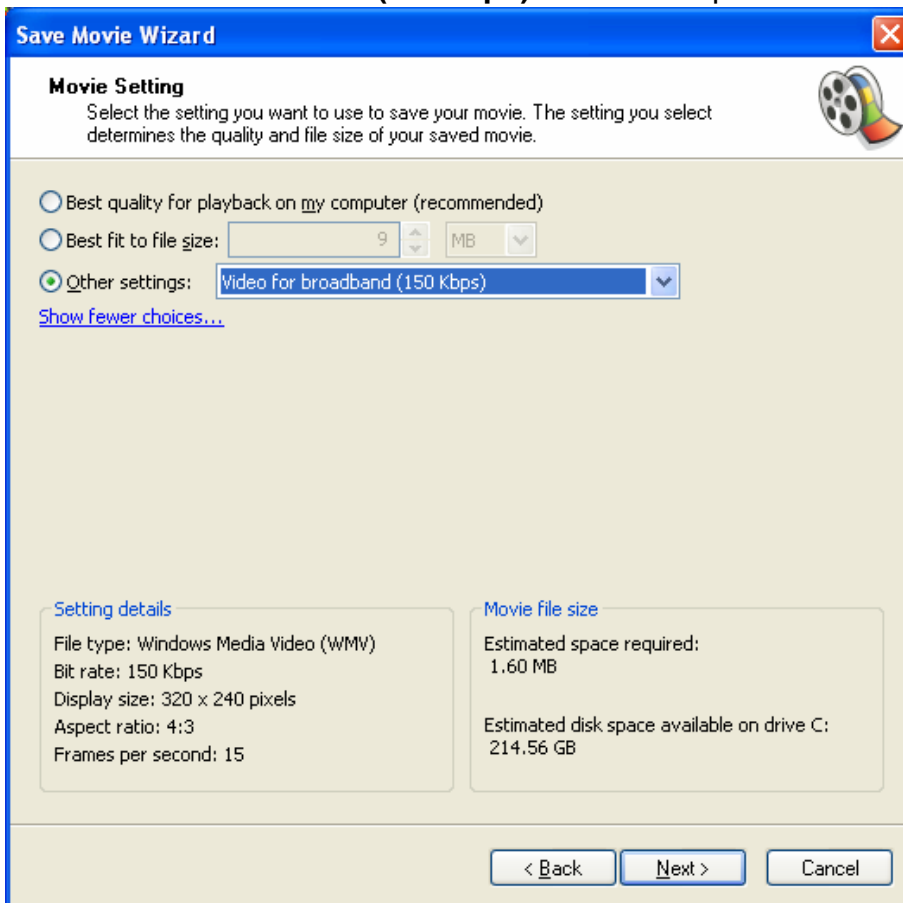 Save Movie Wizard
Movie Setting
Select the setting you want to use to save your movie. The setting you select
determines the quality and file size of your saved movie.
Best quality for playback on my computer (recommended)
Best fit to file size: 9 MB
Other settings: Video for broadband (150 Kbps)
Show fewer choices...
Setting details
File type: Windows Media Video (WMV)
Bit rate: 150 Kbps
Display size: 320 x 240 pixels
Aspect ratio: 4:3
Frames per second: 15
Movie file size
Estimated space required:
1.60 MB
Estimated disk space available on drive C:
214.56 GB
< Back Next > Cancel